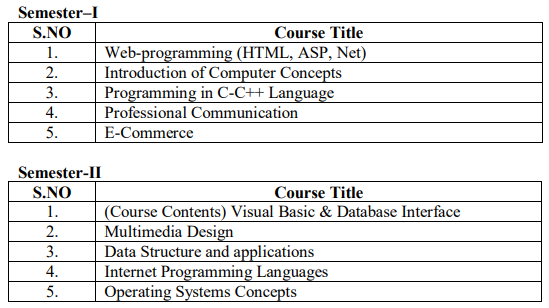 Semester–I
S.NO Course Title
1. Web-programming (HTML, ASP, Net)
2. Introduction of Computer Concepts
3. Programming in C-C++ Language
4. Professional Communication
5. E-Commerce
Semester-II
S.NO Course Title
1. (Course Contents) Visual Basic & Database Interface
2. Multimedia Design
3. Data Structure and applications
4. Internet Programming Languages
5. Operating Systems Concepts